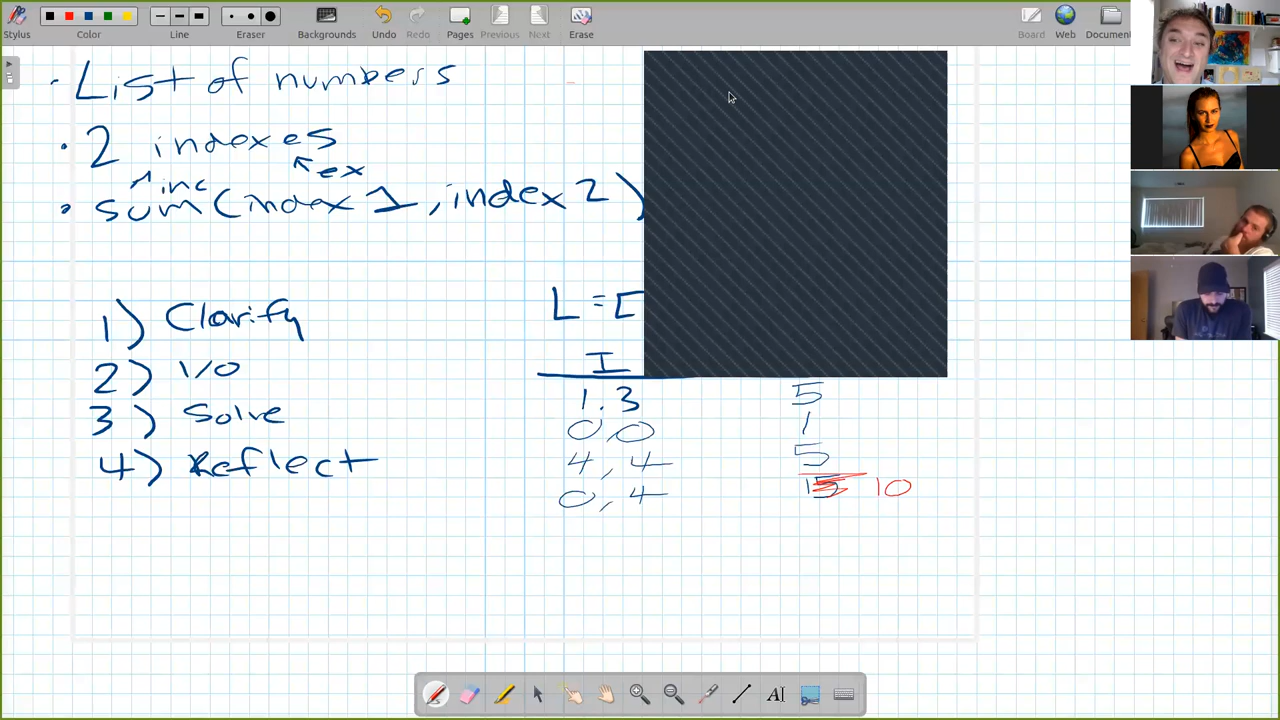 Stylus Color Line Eraser Backgrounds Undo Redo Pages Previous Next Erase Board Web Document
• List of numbers
• 2 indexes
inc ex
• sum(index 1, index 2)
1) Clarify
2) I/O
3) Solve
4) Reflect
L = [
I
1, 3 5
0, 0 1
4, 4 5
0, 4 10